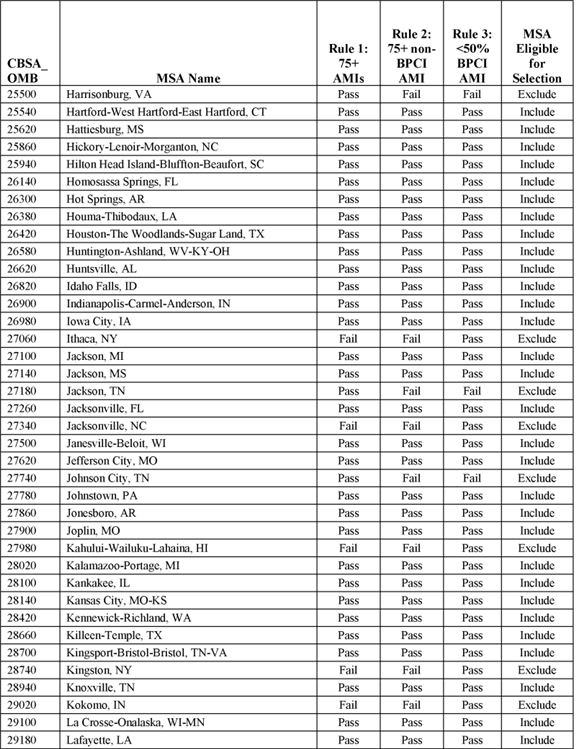 CBSA_OMB MSA Name Rule 1: 75+ AMIs Rule 2: 75+ non-BPCI AMI Rule 3: <50% BPCI AMI MSA Eligible for Selection
25500 Harrisonburg, VA Pass Fail Fail Exclude
25540 Hartford-West Hartford-East Hartford, CT Pass Pass Pass Include
25620 Hattiesburg, MS Pass Pass Pass Include
25860 Hickory-Lenoir-Morganton, NC Pass Pass Pass Include
25940 Hilton Head Island-Bluffton-Beaufort, SC Pass Pass Pass Include
26140 Homosassa Springs, FL Pass Pass Pass Include
26300 Hot Springs, AR Pass Pass Pass Include
26380 Houma-Thibodaux, LA Pass Pass Pass Include
26420 Houston-The Woodlands-Sugar Land, TX Pass Pass Pass Include
26580 Huntington-Ashland, WV-KY-OH Pass Pass Pass Include
26620 Huntsville, AL Pass Pass Pass Include
26820 Idaho Falls, ID Pass Pass Pass Include
26900 Indianapolis-Carmel-Anderson, IN Pass Pass Pass Include
26980 Iowa City, IA Pass Pass Pass Include
27060 Ithaca, NY Fail Fail Pass Exclude
27100 Jackson, MI Pass Pass Pass Include
27140 Jackson, MS Pass Pass Pass Include
27180 Jackson, TN Pass Fail Fail Exclude
27260 Jacksonville, FL Pass Pass Pass Include
27340 Jacksonville, NC Fail Fail Pass Exclude
27500 Janesville-Beloit, WI Pass Pass Pass Include
27620 Jefferson City, MO Pass Pass Pass Include
27740 Johnson City, TN Pass Fail Fail Exclude
27780 Johnstown, PA Pass Pass Pass Include
27860 Jonesboro, AR Pass Pass Pass Include
27900 Joplin, MO Pass Pass Pass Include
27980 Kahului-Wailuku-Lahaina, HI Fail Fail Pass Exclude
28020 Kalamazoo-Portage, MI Pass Pass Pass Include
28100 Kankakee, IL Pass Pass Pass Include
28140 Kansas City, MO-KS Pass Pass Pass Include
28420 Kennewick-Richland, WA Pass Pass Pass Include
28660 Killeen-Temple, TX Pass Pass Pass Include
28700 Kingsport-Bristol-Bristol, TN-VA Pass Pass Pass Include
28740 Kingston, NY Fail Fail Pass Exclude
28940 Knoxville, TN Pass Pass Pass Include
29020 Kokomo, IN Fail Fail Pass Exclude
29100 La Crosse-Onalaska, WI-MN Pass Pass Pass Include
29180 Lafayette, LA Pass Pass Pass Include